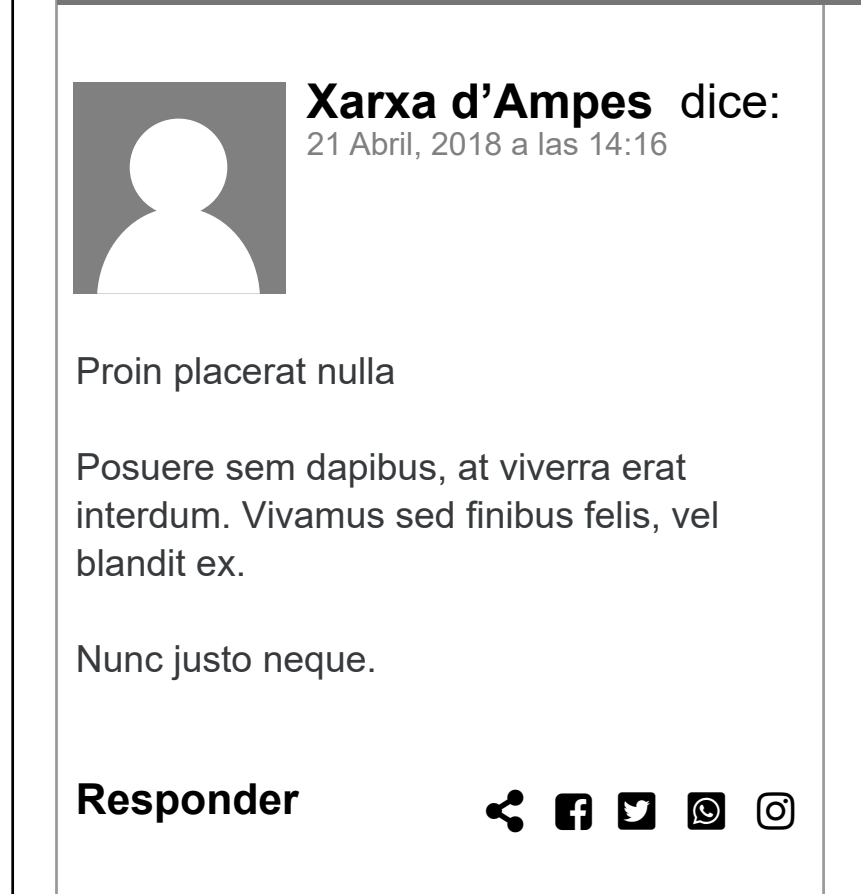 Xarxa d’Ampes dice:
21 Abril, 2018 a las 14:16
Proin placerat nulla
Posuere sem dapibus, at viverra erat
interdum. Vivamus sed finibus felis, vel
blandit ex.
Nunc justo neque.
Responder